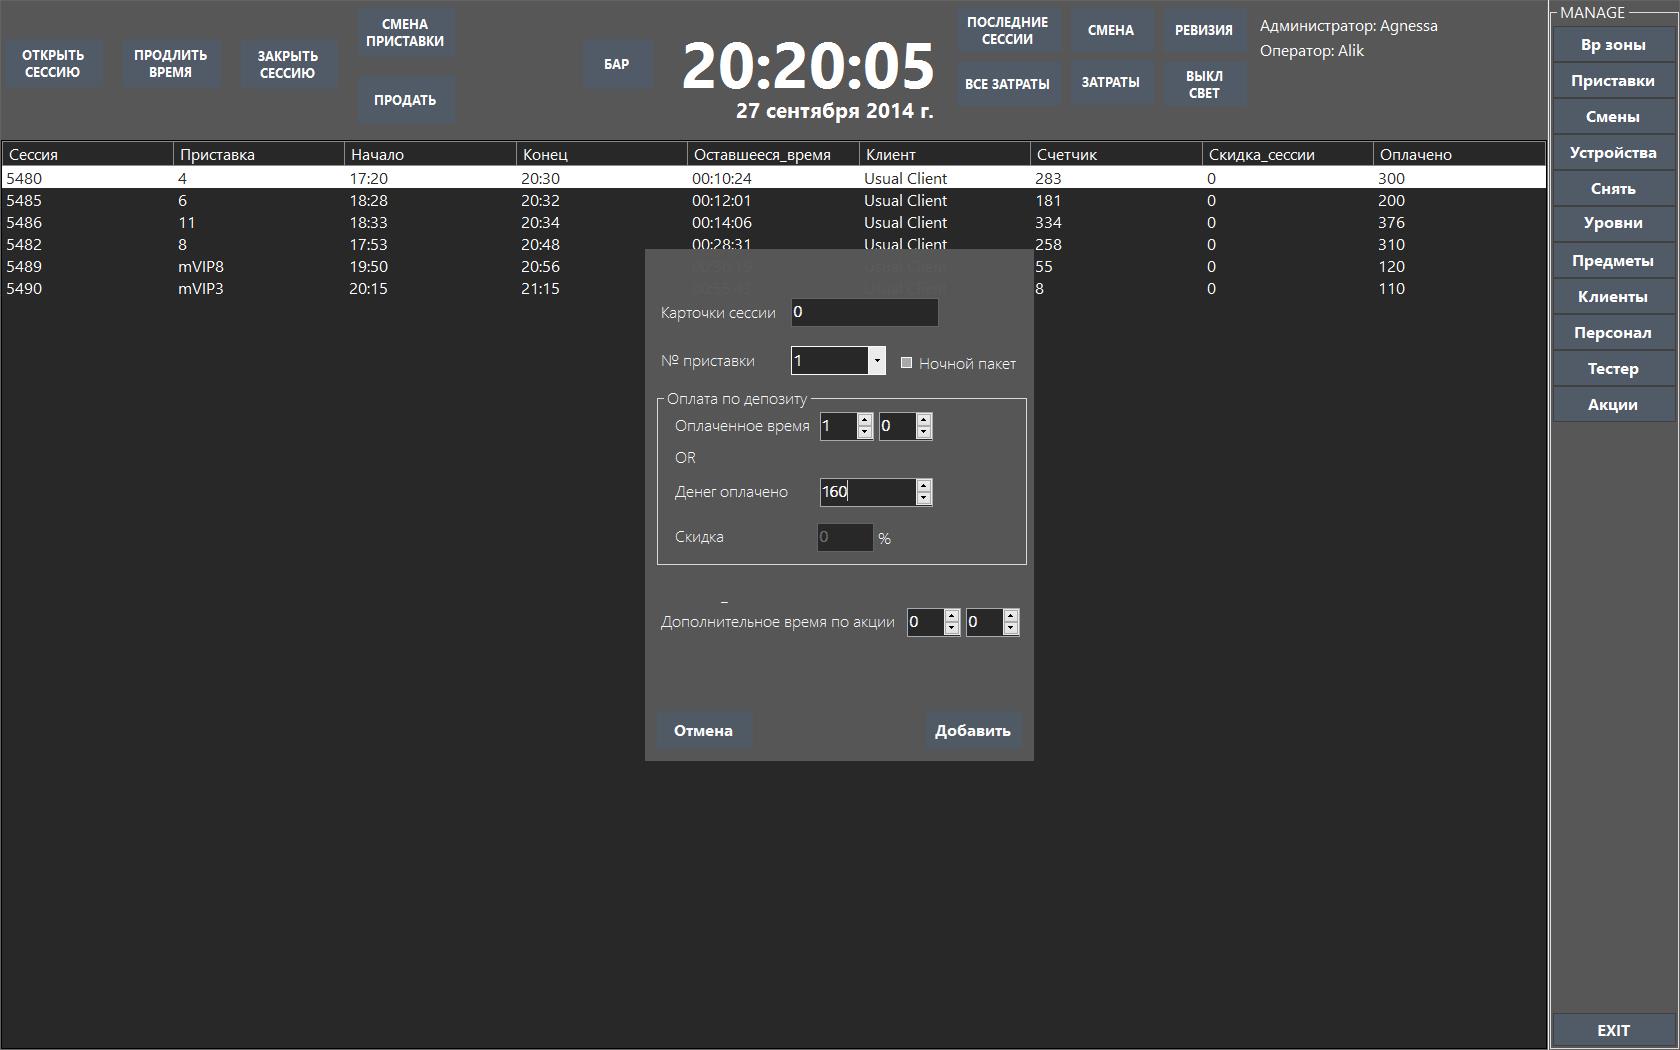 ОТКРЫТЬ СЕССИЮ
ПРОДЛИТЬ ВРЕМЯ
ЗАКРЫТЬ СЕССИЮ
СМЕНА ПРИСТАВКИ
ПРОДАТЬ
БАР
20:20:05
27 сентября 2014 г.
ПОСЛЕДНИЕ СЕССИИ
СМЕНА
РЕВИЗИЯ
ВСЕ ЗАТРАТЫ
ЗАТРАТЫ
ВЫКЛ СВЕТ
Администратор: Agnessa
Оператор: Alik
Сессия Приставка Начало Конец Оставшееся_время Клиент Счетчик Скидка_сессии Оплачено
5480 4 17:20 20:30 00:10:24 Usual Client 283 0 300
5485 6 18:28 20:32 00:12:01 Usual Client 181 0 200
5486 11 18:33 20:34 00:14:06 Usual Client 334 0 376
5482 8 17:53 20:48 00:28:31 Usual Client 258 0 310
5489 mVIP8 19:50 20:56 55 0 120
5490 mVIP3 20:15 21:15 8 0 110
Карточки сессии 0
№ приставки 1 Ночной пакет
Оплата по депозиту
Оплаченное время 1 0
OR
Денег оплачено 160
Скидка 0 %
Дополнительное время по акции 0 0
Отмена Добавить
MANAGE
Вр зоны
Приставки
Смены
Устройства
Снять
Уровни
Предметы
Клиенты
Персонал
Тестер
Акции
EXIT